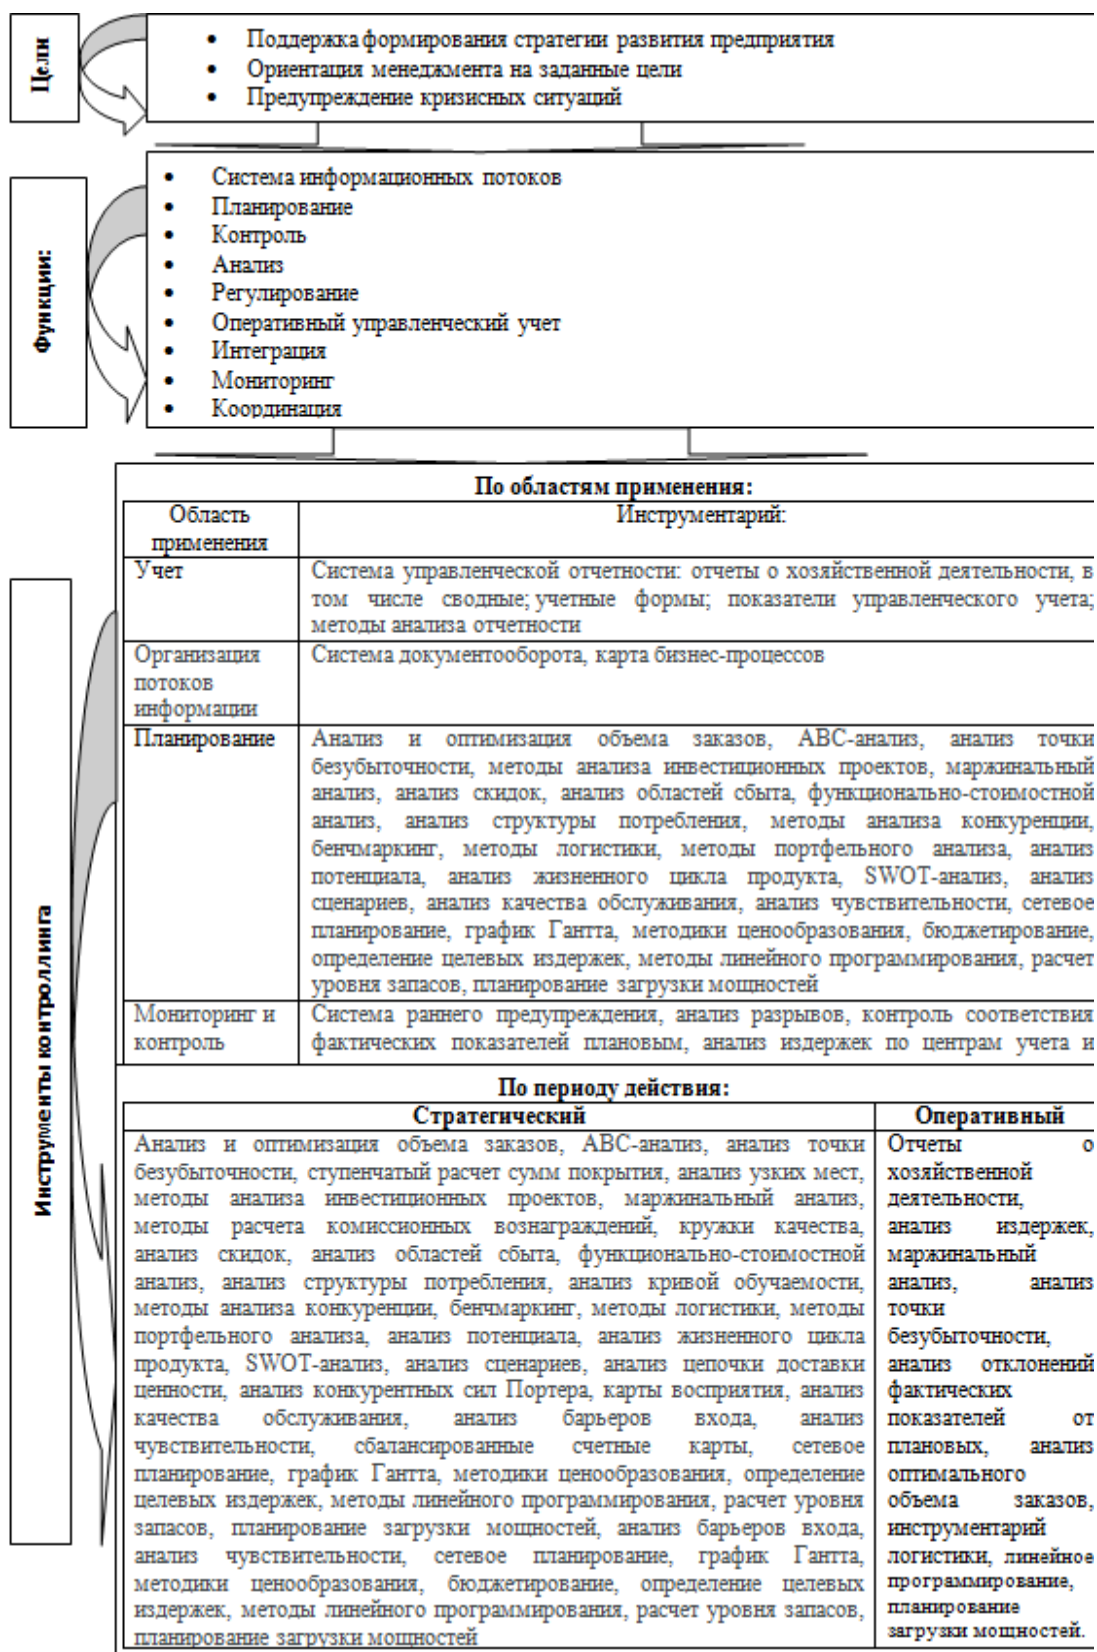 Цели
• Поддержка формирования стратегии развития предприятия
• Ориентация менеджмента на заданные цели
• Предупреждение кризисных ситуаций
Функции:
• Система информационных потоков
• Планирование
• Контроль
• Анализ
• Регулирование
• Оперативный управленческий учет
• Интеграция
• Мониторинг
• Координация
Инструменты контроллинга
По областям применения:
Область
применения
Инструментарий:
Учет
Система управленческой отчетности: отчеты о хозяйственной деятельности, в
том числе сводные; учетные формы; показатели управленческого учета;
методы анализа отчетности
Организация
потоков
информации
Система документооборота, карта бизнес-процессов
Планирование
Анализ и оптимизация объема заказов, АВС-анализ, анализ точки
безубыточности, методы анализа инвестиционных проектов, маржинальный
анализ, анализ скидок, анализ областей сбыта, функционально-стоимостной
анализ, анализ структуры потребления, методы анализа конкуренции,
бенчмаркинг, методы логистики, методы портфельного анализа, анализ
потенциала, анализ жизненного цикла продукта, SWOT-анализ, анализ
сценариев, анализ качества обслуживания, анализ чувствительности, сетевое
планирование, график Гантта, методики ценообразования, бюджетирование,
определение целевых издержек, методы линейного программирования, расчет
уровня запасов, планирование загрузки мощностей
Мониторинг и
контроль
Система раннего предупреждения, анализ разрывов, контроль соответствия
фактических показателей плановым, анализ издержек по центрам учета и
По периоду действия:
Стратегический
Анализ и оптимизация объема заказов, АВС-анализ, анализ точки
безубыточности, ступенчатый расчет сумм покрытия, анализ узких мест,
методы анализа инвестиционных проектов, маржинальный анализ,
методы расчета комиссионных вознаграждений, кружки качества,
анализ скидок, анализ областей сбыта, функционально-стоимостной
анализ, анализ структуры потребления, анализ кривой обучаемости,
методы анализа конкуренции, бенчмаркинг, методы логистики, методы
портфельного анализа, анализ потенциала, анализ жизненного цикла
продукта, SWOT-анализ, анализ сценариев, анализ цепочки доставки
ценности, анализ конкурентных сил Портера, карты восприятия, анализ
качества обслуживания, анализ барьеров входа, анализ
чувствительности, сбалансированные счетные карты, сетевое
планирование, график Гантта, методики ценообразования, определение
целевых издержек, методы линейного программирования, расчет уровня
запасов, планирование загрузки мощностей, анализ барьеров входа,
анализ чувствительности, сетевое планирование, график Гантта,
методики ценообразования, бюджетирование, определение целевых
издержек, методы линейного программирования, расчет уровня запасов,
планирование загрузки мощностей
Оперативный
Отчеты о
хозяйственной
деятельности,
анализ издержек,
маржинальный
анализ, анализ
точки
безубыточности,
анализ отклонений
фактических
показателей от
плановых, анализ
оптимального
объема заказов,
инструментарий
логистики, линейное
программирование,
планирование
загрузки мощностей.